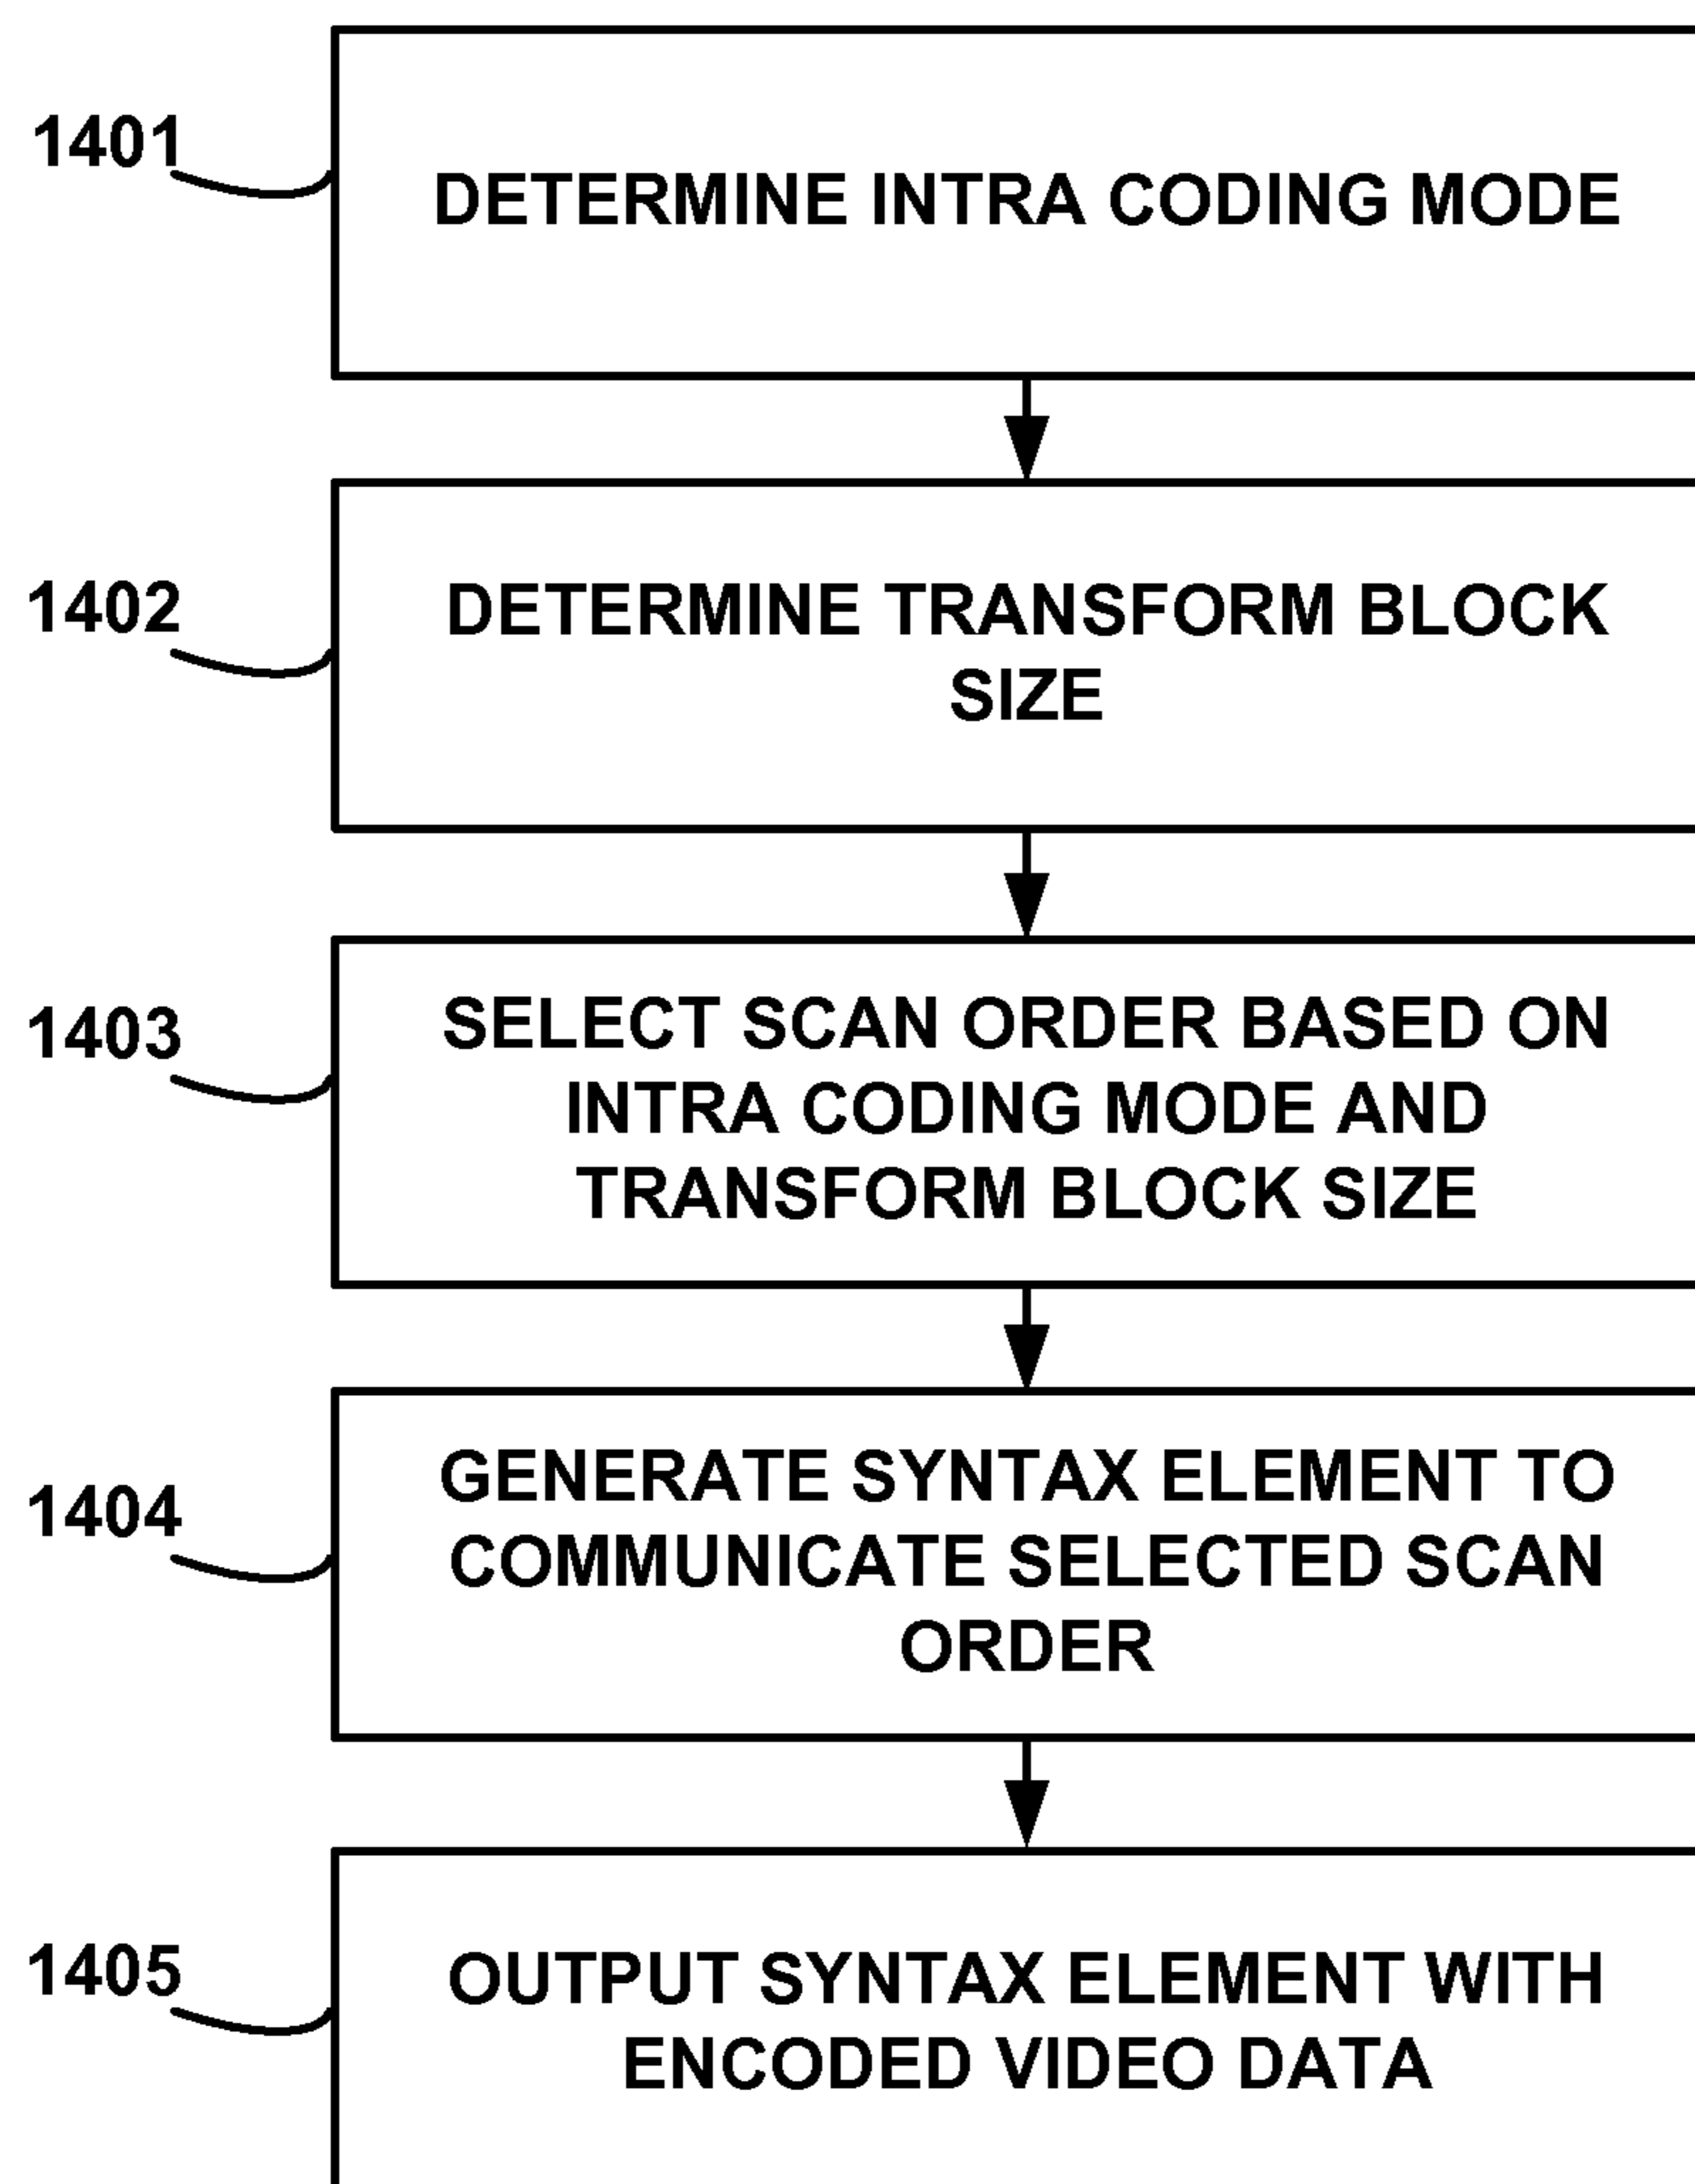 1401
DETERMINE INTRA CODING MODE
1402
DETERMINE TRANSFORM BLOCK
SIZE
1403
SELECT SCAN ORDER BASED ON
INTRA CODING MODE AND
TRANSFORM BLOCK SIZE
1404
GENERATE SYNTAX ELEMENT TO
COMMUNICATE SELECTED SCAN
ORDER
1405
OUTPUT SYNTAX ELEMENT WITH
ENCODED VIDEO DATA